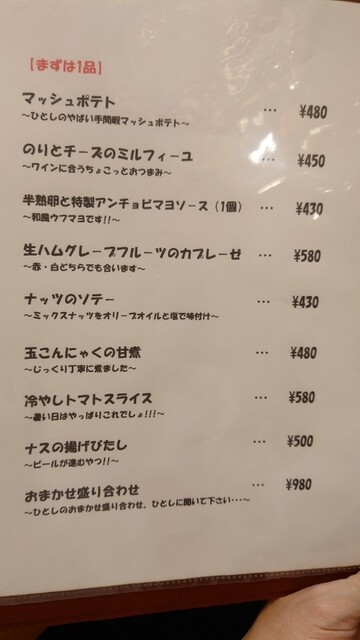 【まずは1品】
マッシュポテト … ¥480
～ひとしのやばい手間暇マッシュポテト～
のりとチーズのミルフィーユ … ¥450
～ワインに合うちょこっとおつまみ～
半熟卵と特製アンチョビマヨソース（1個） … ¥430
～和風ウフマヨです!!～
生ハムグレープフルーツのカプレーゼ … ¥580
～赤・白どちらでも合います～
ナッツのソテー … ¥430
～ミックスナッツをオリーブオイルと塩で味付け～
玉こんにゃくの甘煮 … ¥480
～じっくり丁寧に煮ました～
冷やしトマトスライス … ¥580
～暑い日はやっぱりこれでしょ!!!～
ナスの揚げびたし … ¥500
～ビールが進むやつ!!～
おまかせ盛り合わせ … ¥980
～ひとしのおまかせ盛り合わせ、ひとしに聞いて下さい…～